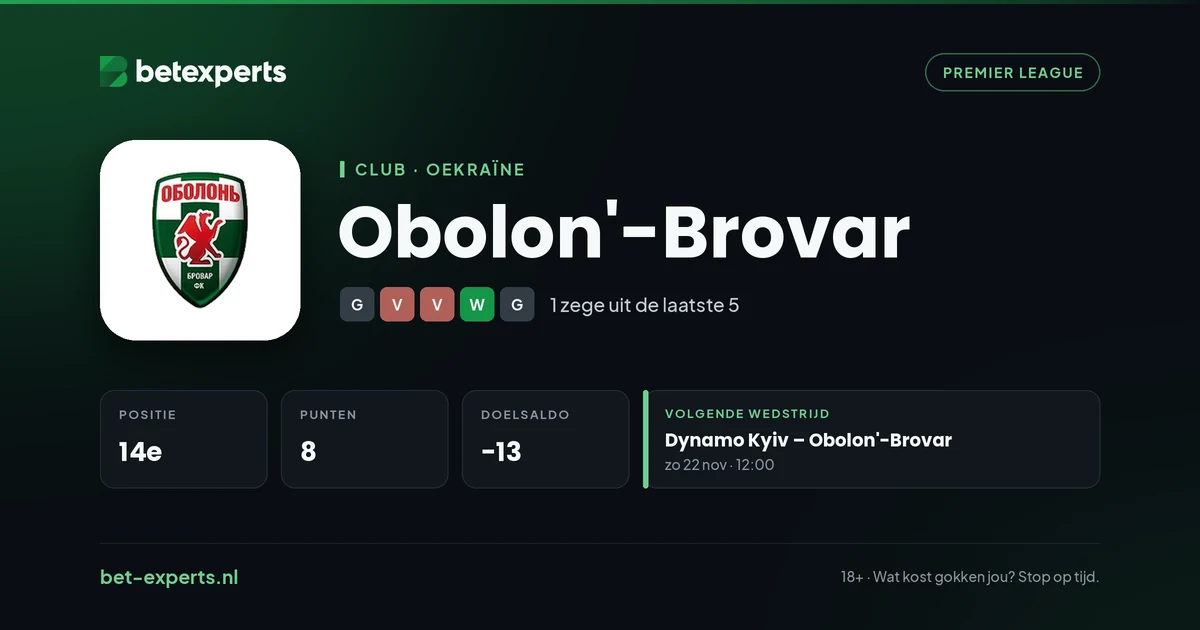 betexperts
PREMIER LEAGUE
ОБОЛОНЬ
БРОВАР
ФК
CLUB · OEKRAÏNE
Obolon'-Brovar
G V V W G 1 zege uit de laatste 5
POSITIE
14e
PUNTEN
8
DOELSALDO
-13
VOLGENDE WEDSTRIJD
Dynamo Kyiv – Obolon'-Brovar
zo 22 nov · 12:00
bet-experts.nl
18+ · Wat kost gokken jou? Stop op tijd.